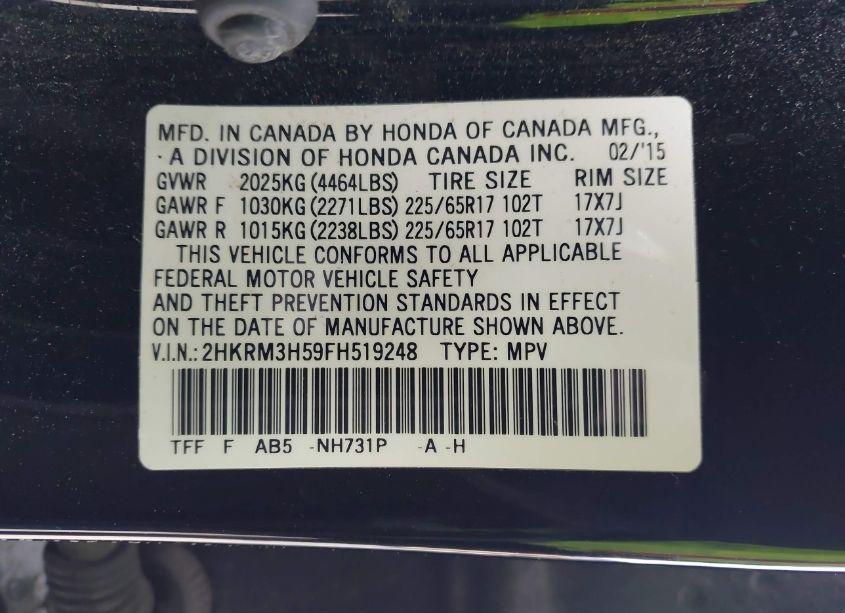 MFD. IN CANADA BY HONDA OF CANADA MFG.,
A DIVISION OF HONDA CANADA INC. 02/'15
GVWR 2025KG (4464LBS) TIRE SIZE RIM SIZE
GAWR F 1030KG (2271LBS) 225/65R17 102T 17X7J
GAWR R 1015KG (2238LBS) 225/65R17 102T 17X7J
THIS VEHICLE CONFORMS TO ALL APPLICABLE
FEDERAL MOTOR VEHICLE SAFETY
AND THEFT PREVENTION STANDARDS IN EFFECT
ON THE DATE OF MANUFACTURE SHOWN ABOVE.
V.I.N.: 2HKRM3H59FH519248 TYPE: MPV
TFF F AB5 -NH731P -A -H